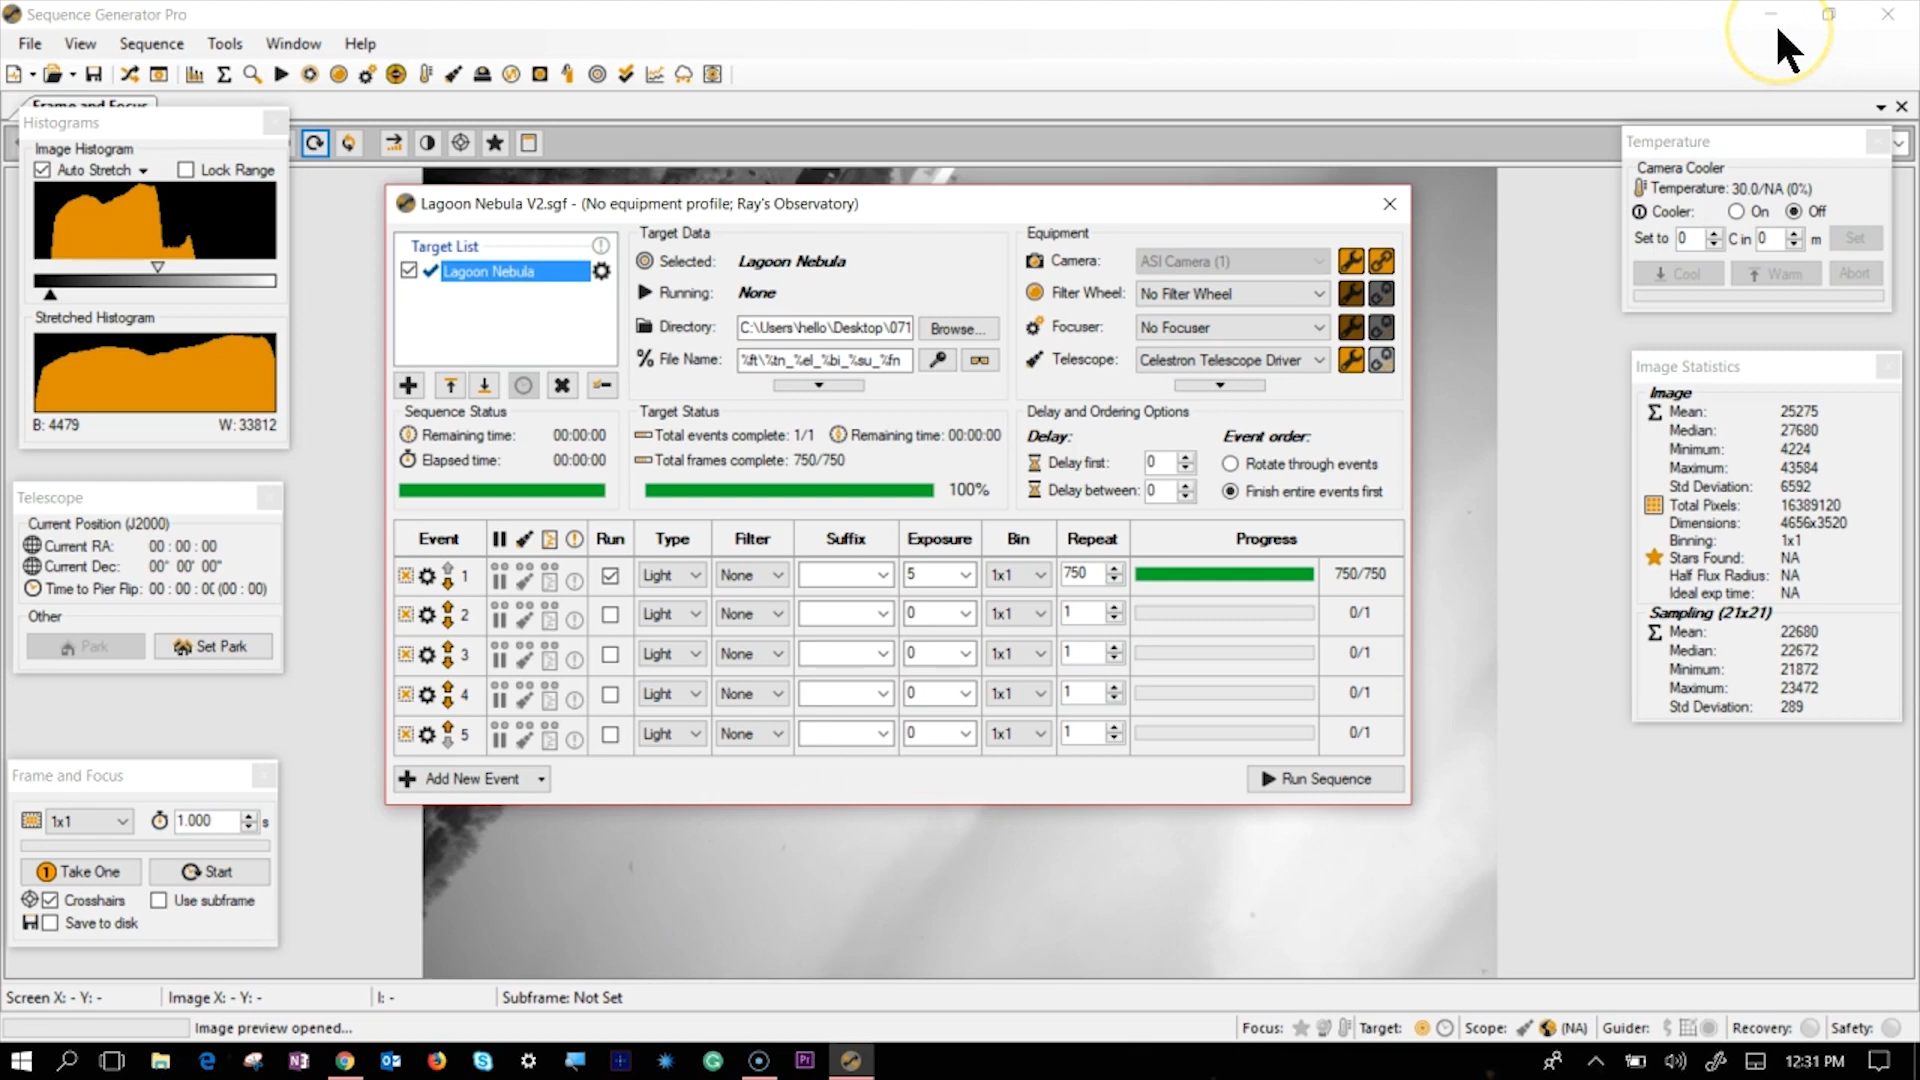 Sequence Generator Pro
File View Sequence Tools Window Help
Frame and Focus
Histograms
Image Histogram
Auto Stretch Lock Range
Stretched Histogram
B: 4479 W: 33812
Telescope
Current Position (J2000)
Current RA: 00 : 00 : 00
Current Dec: 00° 00' 00"
Time to Pier Flip: 00 : 00 : 0( (00 : 00)
Other
Park Set Park
Frame and Focus
1x1 1.000 s
1 Take One Start
Crosshairs Use subframe
Save to disk
Lagoon Nebula V2.sgf - (No equipment profile; Ray's Observatory)
Target List
Lagoon Nebula
Sequence Status
Remaining time: 00:00:00
Elapsed time: 00:00:00
Target Data
Selected: Lagoon Nebula
Running: None
Directory: C:\Users\hello\Desktop\071 Browse...
File Name: %ft\%tn_%el_%bi_%su_%fn
Target Status
Total events complete: 1/1 Remaining time: 00:00:00
Total frames complete: 750/750
100%
Equipment
Camera: ASI Camera (1)
Filter Wheel: No Filter Wheel
Focuser: No Focuser
Telescope: Celestron Telescope Driver
Delay and Ordering Options
Delay: Event order:
Delay first: 0 Rotate through events
Delay between: 0 Finish entire events first
Event Run Type Filter Suffix Exposure Bin Repeat Progress
1 Light None 5 1x1 750 750/750
2 Light None 0 1x1 1 0/1
3 Light None 0 1x1 1 0/1
4 Light None 0 1x1 1 0/1
5 Light None 0 1x1 1 0/1
Add New Event Run Sequence
Temperature
Camera Cooler
Temperature: 30.0/NA (0%)
Cooler: On Off
Set to 0 C in 0 m Set
Cool Warm Abort
Image Statistics
Image
Mean: 25275
Median: 27680
Minimum: 4224
Maximum: 43584
Std Deviation: 6592
Total Pixels: 16389120
Dimensions: 4656x3520
Binning: 1x1
Stars Found: NA
Half Flux Radius: NA
Ideal exp time: NA
Sampling (21x21)
Mean: 22680
Median: 22672
Minimum: 21872
Maximum: 23472
Std Deviation: 289
Screen X: - Y: - Image X: - Y: - I: - Subframe: Not Set
Image preview opened... Focus: Target: Scope: (NA) Guider: Recovery: Safety:
12:31 PM